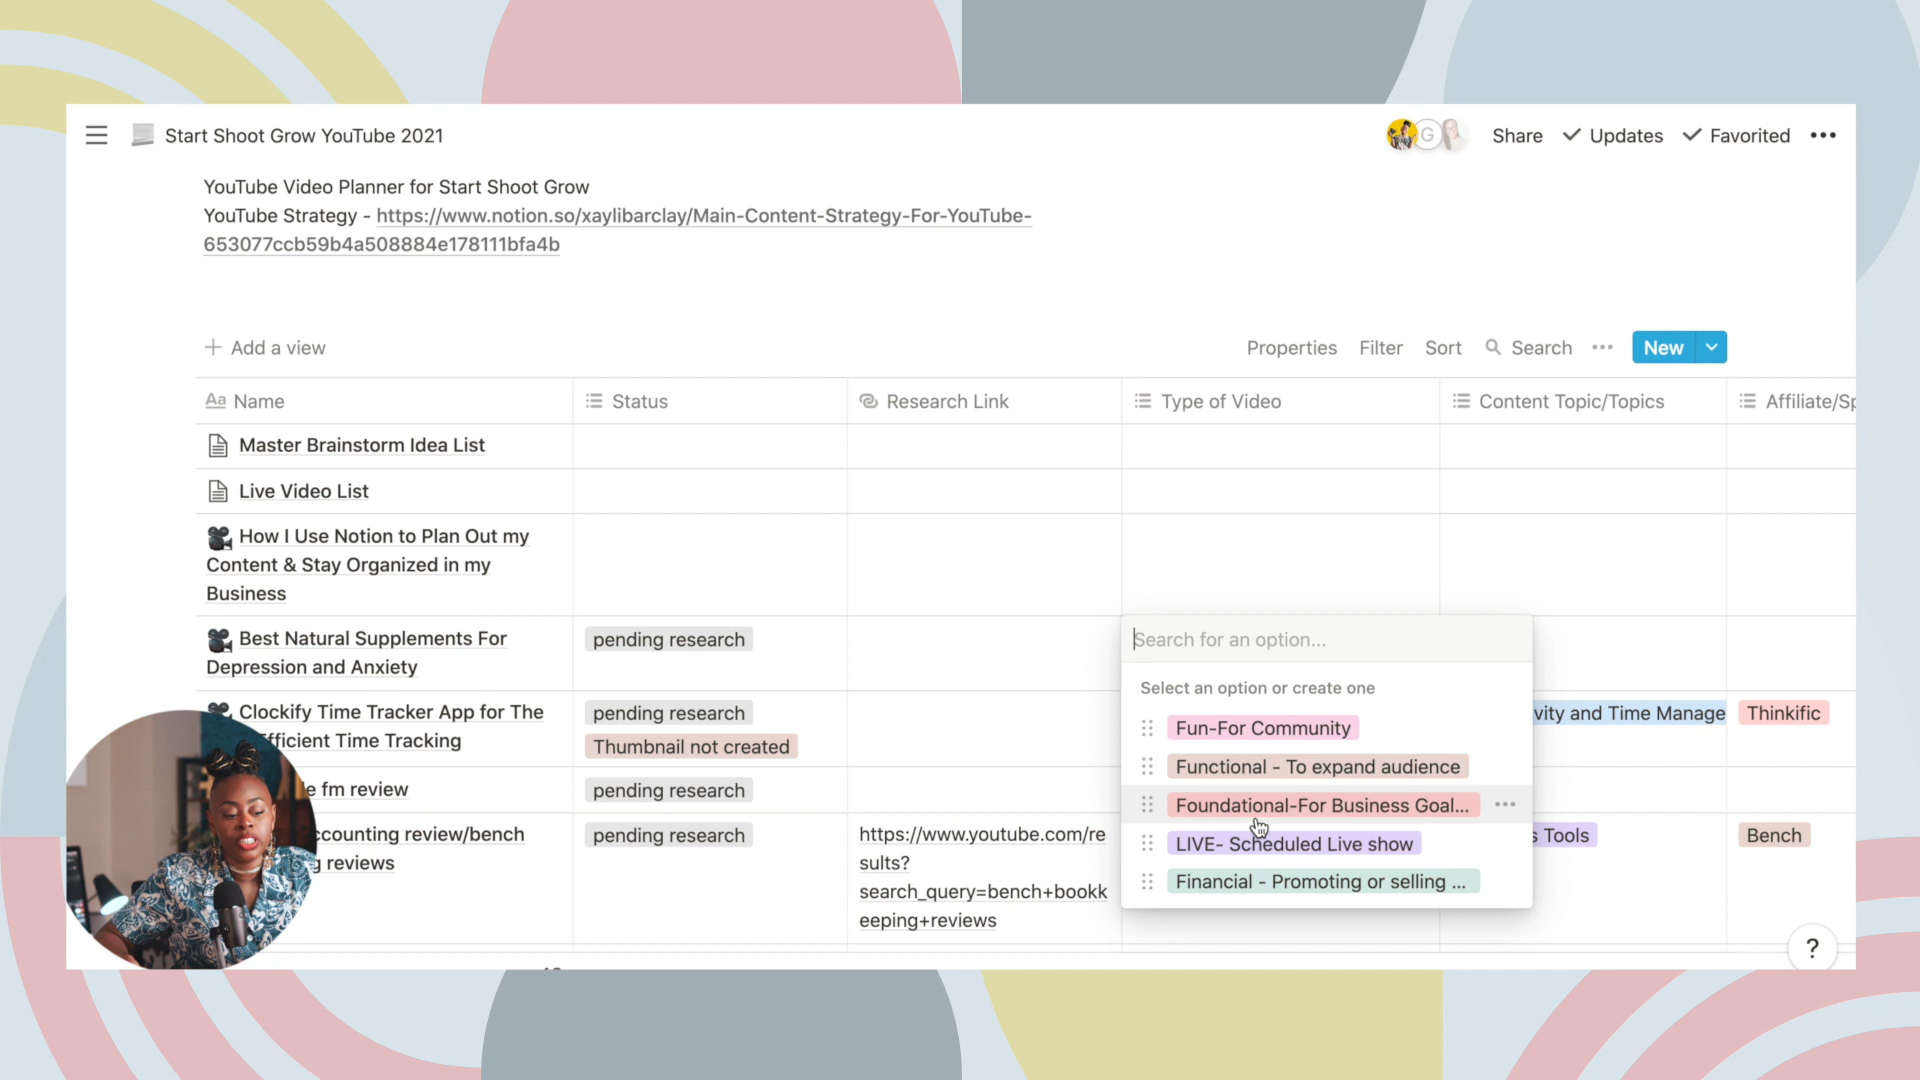 Start Shoot Grow YouTube 2021
G
Share
Updates
Favorited
YouTube Video Planner for Start Shoot Grow
YouTube Strategy - https://www.notion.so/xaylibarclay/Main-Content-Strategy-For-YouTube-
653077ccb59b4a508884e178111bfa4b
Add a view
Properties
Filter
Sort
Search
New
Aa Name
Status
Research Link
Type of Video
Content Topic/Topics
Affiliate/Sp
Master Brainstorm Idea List
Live Video List
How I Use Notion to Plan Out my
Content & Stay Organized in my
Business
Best Natural Supplements For
Depression and Anxiety
pending research
Search for an option...
Select an option or create one
Fun-For Community
Functional - To expand audience
Foundational-For Business Goal...
LIVE- Scheduled Live show
Financial - Promoting or selling ...
Clockify Time Tracker App for The
Efficient Time Tracking
pending research
Thumbnail not created
vity and Time Manage
Thinkific
e fm review
pending research
ccounting review/bench
g reviews
pending research
https://www.youtube.com/re
sults?
search_query=bench+bookk
eeping+reviews
s Tools
Bench
?